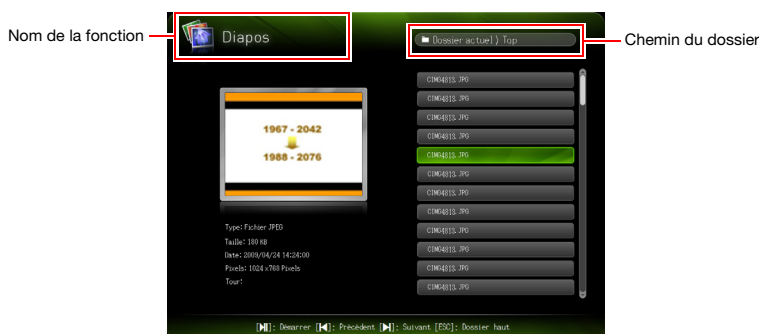 Nom de la fonction
Diapos
Dossier actuel) Top
Chemin du dossier
1967 - 2042
1988 - 2076
Type: Fichier JPEG
Taille: 180 KB
Date: 2009/04/24 14:24:00
Pixels: 1024 x768 Pixels
Tour:
CIMG4813. JPG
CIMG4813. JPG
CIMG4813. JPG
CIMG4813. JPG
CIMG4813. JPG
CIMG4813. JPG
CIMG4813. JPG
CIMG4813. JPG
CIMG4813. JPG
CIMG4813. JPG
CIMG4813. JPG
CIMG4813. JPG
[▶||]: Démarrer [|◀]: Précédent [▶|]: Suivant [ESC]: Dossier haut